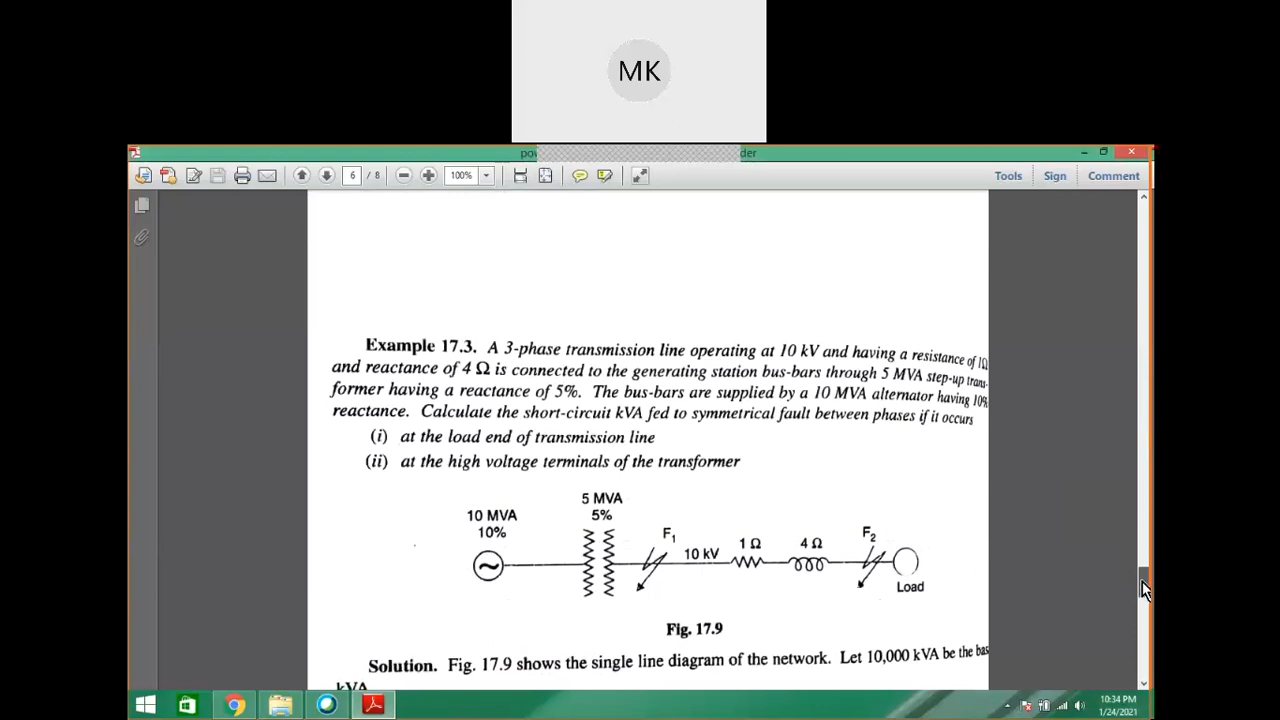 MK
der
6 / 8
100%
Tools
Sign
Comment
Example 17.3. A 3-phase transmission line operating at 10 kV and having a resistance of 1Ω
and reactance of 4 Ω is connected to the generating station bus-bars through 5 MVA step-up trans-
former having a reactance of 5%. The bus-bars are supplied by a 10 MVA alternator having 10%
reactance. Calculate the short-circuit kVA fed to symmetrical fault between phases if it occurs
(i) at the load end of transmission line
(ii) at the high voltage terminals of the transformer
5 MVA
5%
10 MVA
10%
F1
10 kV
1 Ω
4 Ω
F2
Load
Fig. 17.9
Solution. Fig. 17.9 shows the single line diagram of the network. Let 10,000 kVA be the bas
kVA
10:34 PM
1/24/2021